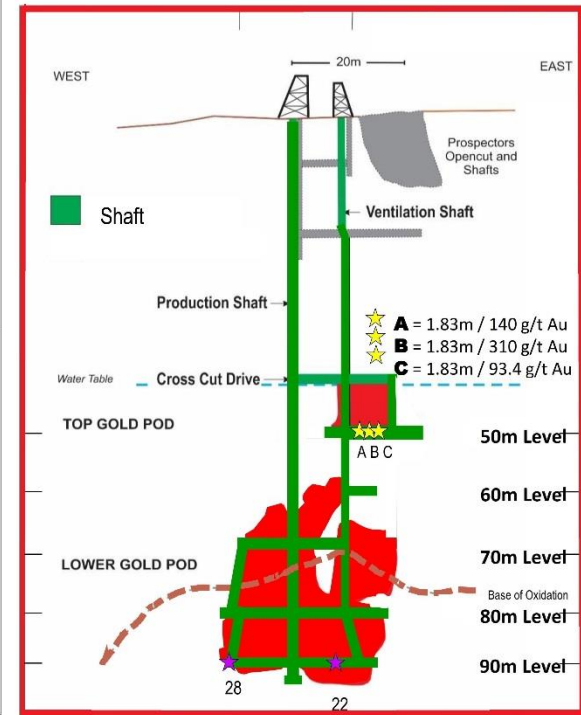 20m
WEST
EAST
Prospectors
Opencut and
Shafts
Shaft
Ventilation Shaft
Production Shaft
A = 1.83m / 140 g/t Au
B = 1.83m / 310 g/t Au
C = 1.83m / 93.4 g/t Au
Water Table
Cross Cut Drive
TOP GOLD POD
50m Level
A B C
60m Level
70m Level
LOWER GOLD POD
Base of Oxidation
80m Level
90m Level
28
22